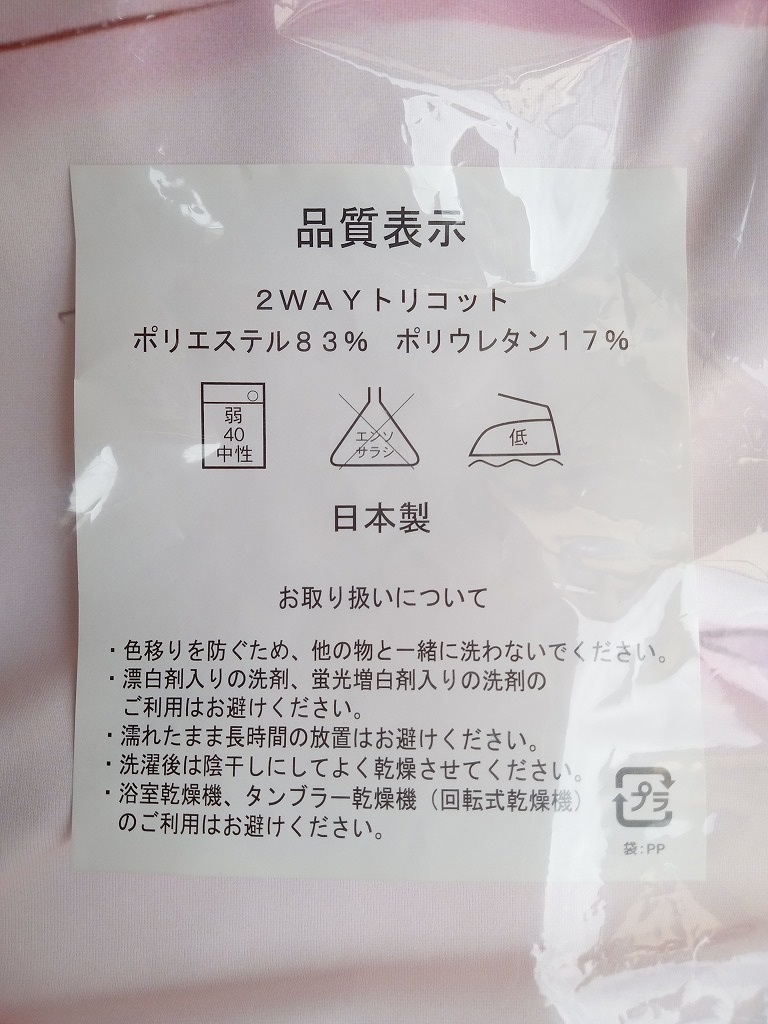 品質表示
２ＷＡＹトリコット
ポリエステル８３％　ポリウレタン１７％
弱
40
中性
エンソ
サラシ
低
日本製
お取り扱いについて
・色移りを防ぐため、他の物と一緒に洗わないでください。
・漂白剤入りの洗剤、蛍光増白剤入りの洗剤の
ご利用はお避けください。
・濡れたまま長時間の放置はお避けください。
・洗濯後は陰干しにしてよく乾燥させてください。
・浴室乾燥機、タンブラー乾燥機（回転式乾燥機）
のご利用はお避けください。
プラ
袋:PP